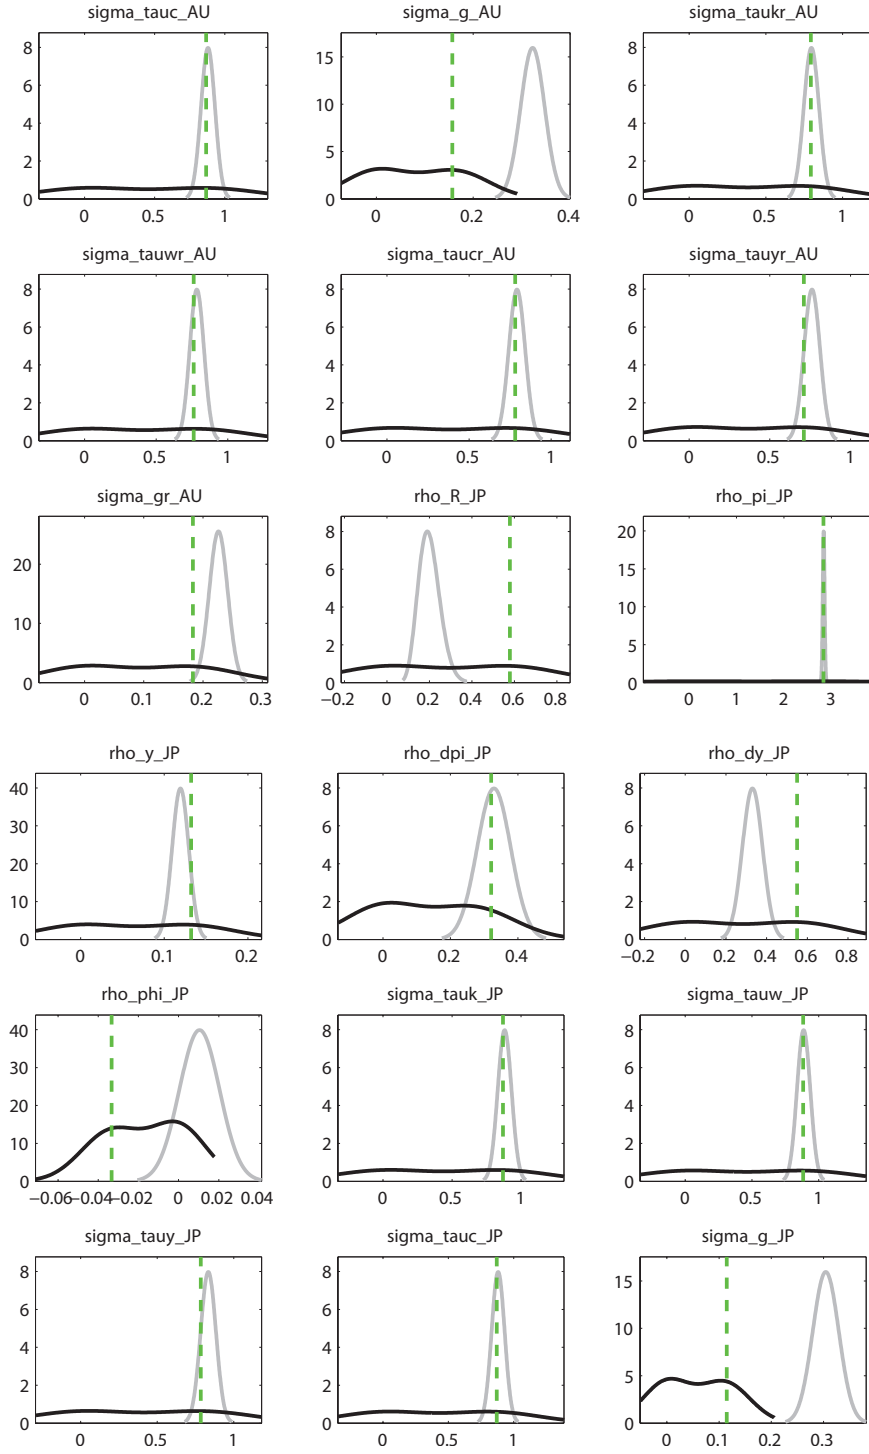 sigma_tauc_AU sigma_g_AU sigma_taukr_AU
8 15 8
6 6
10
4 4
5
2 2
0 0 0
0 0.5 1 0 0.2 0.4 0 0.5 1
sigma_tauwr_AU sigma_taucr_AU sigma_tauyr_AU
8 8 8
6 6 6
4 4 4
2 2 2
0 0 0
0 0.5 1 0 0.5 1 0 0.5 1
sigma_gr_AU rho_R_JP rho_pi_JP
20 8 20
6 15
10 4 10
2 5
0 0 0
0 0.1 0.2 0.3 −0.2 0 0.2 0.4 0.6 0.8 0 1 2 3
rho_y_JP rho_dpi_JP rho_dy_JP
40 8 8
30 6 6
20 4 4
10 2 2
0 0 0
0 0.1 0.2 0 0.2 0.4 −0.2 0 0.2 0.4 0.6 0.8
rho_phi_JP sigma_tauk_JP sigma_tauw_JP
40 8 8
30 6 6
20 4 4
10 2 2
0 0 0
−0.06 −0.04 −0.02 0 0.02 0.04 0 0.5 1 0 0.5 1
sigma_tauy_JP sigma_tauc_JP sigma_g_JP
8 8 15
6 6
10
4 4
5
2 2
0 0 0
0 0.5 1 0 0.5 1 0 0.1 0.2 0.3